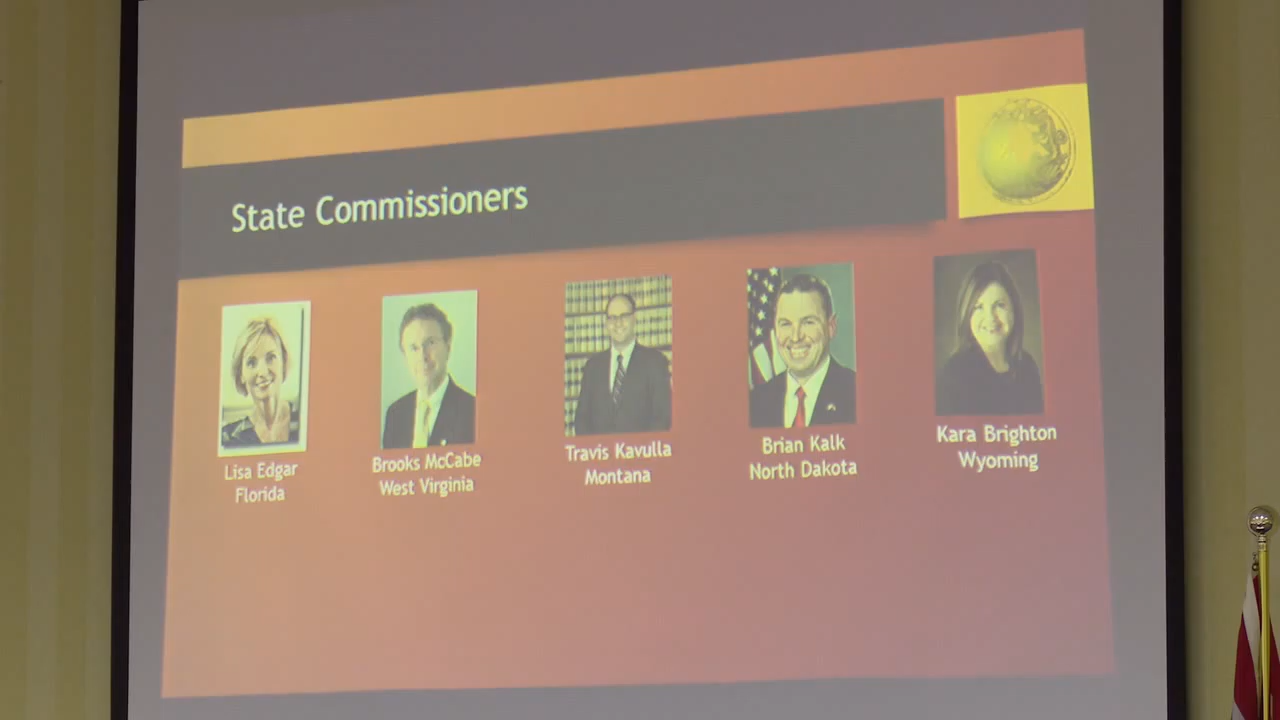 State Commissioners
Lisa Edgar
Florida
Brooks McCabe
West Virginia
Travis Kavulla
Montana
Brian Kalk
North Dakota
Kara Brighton
Wyoming